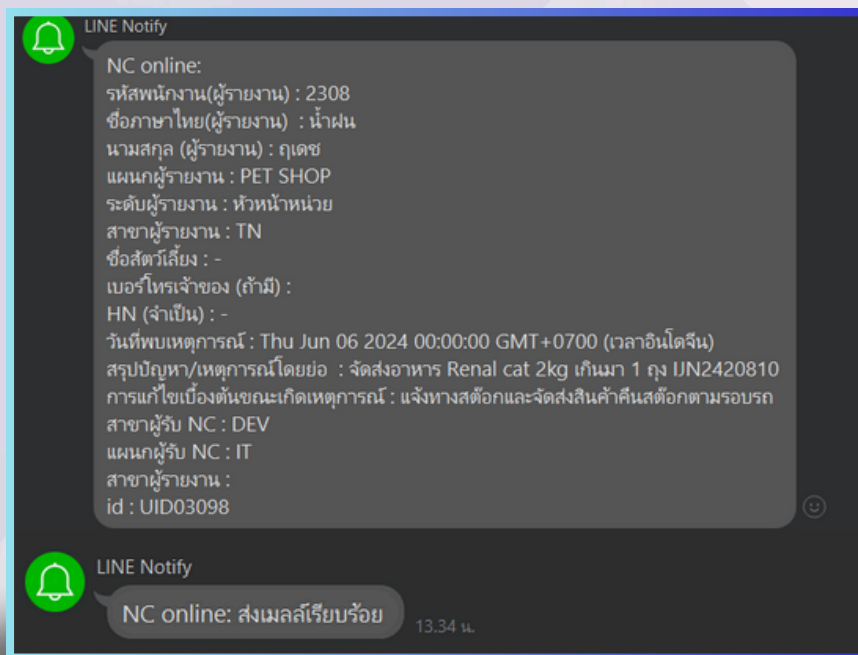 LINE Notify
NC online:
รหัสพนักงาน(ผู้รายงาน) : 2308
ชื่อภาษาไทย(ผู้รายงาน) : น้ำฝน
นามสกุล (ผู้รายงาน) : ฤเดช
แผนกผู้รายงาน : PET SHOP
ระดับผู้รายงาน : หัวหน้าหน่วย
สาขาผู้รายงาน : TN
ชื่อสัตว์เลี้ยง : -
เบอร์โทรเจ้าของ (ถ้ามี) :
HN (จำเป็น) : -
วันที่พบเหตุการณ์ : Thu Jun 06 2024 00:00:00 GMT+0700 (เวลาอินโดจีน)
สรุปปัญหา/เหตุการณ์โดยย่อ : จัดส่งอาหาร Renal cat 2kg เกินมา 1 ถุง IJN2420810
การแก้ไขเบื้องต้นขณะเกิดเหตุการณ์ : แจ้งทางสต๊อกและจัดส่งสินค้าคืนสต๊อกตามรอบรถ
สาขาผู้รับ NC : DEV
แผนกผู้รับ NC : IT
สาขาผู้รายงาน :
id : UID03098
LINE Notify
NC online: ส่งเมลล์เรียบร้อย
13.34 น.